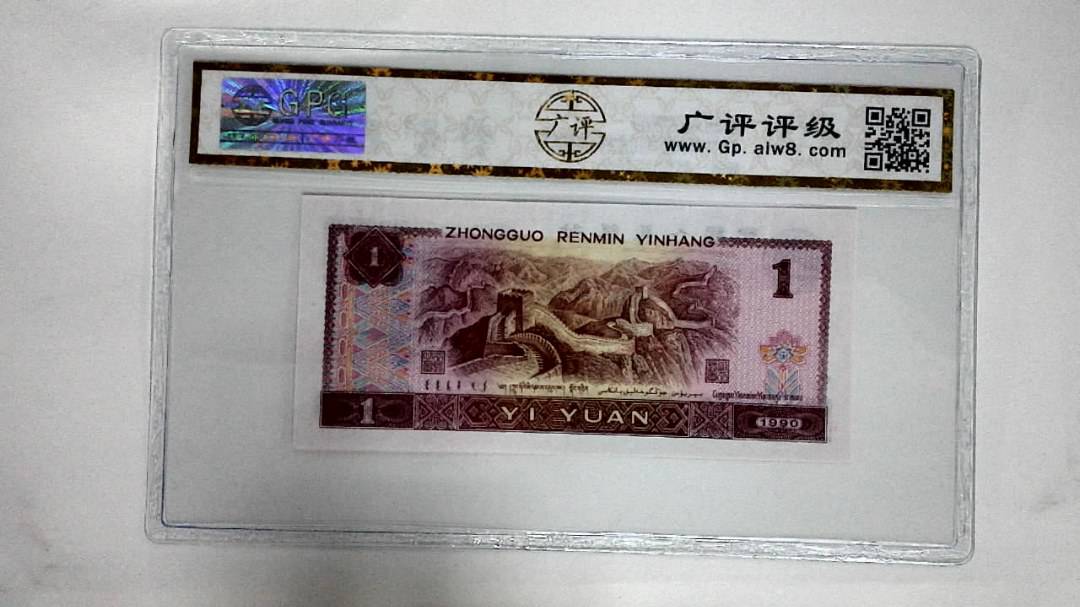 GPG
广评
广评评级
www. Gp. alw8. com
ZHONGGUO RENMIN YINHANG
1
1
1
YI YUAN
1990